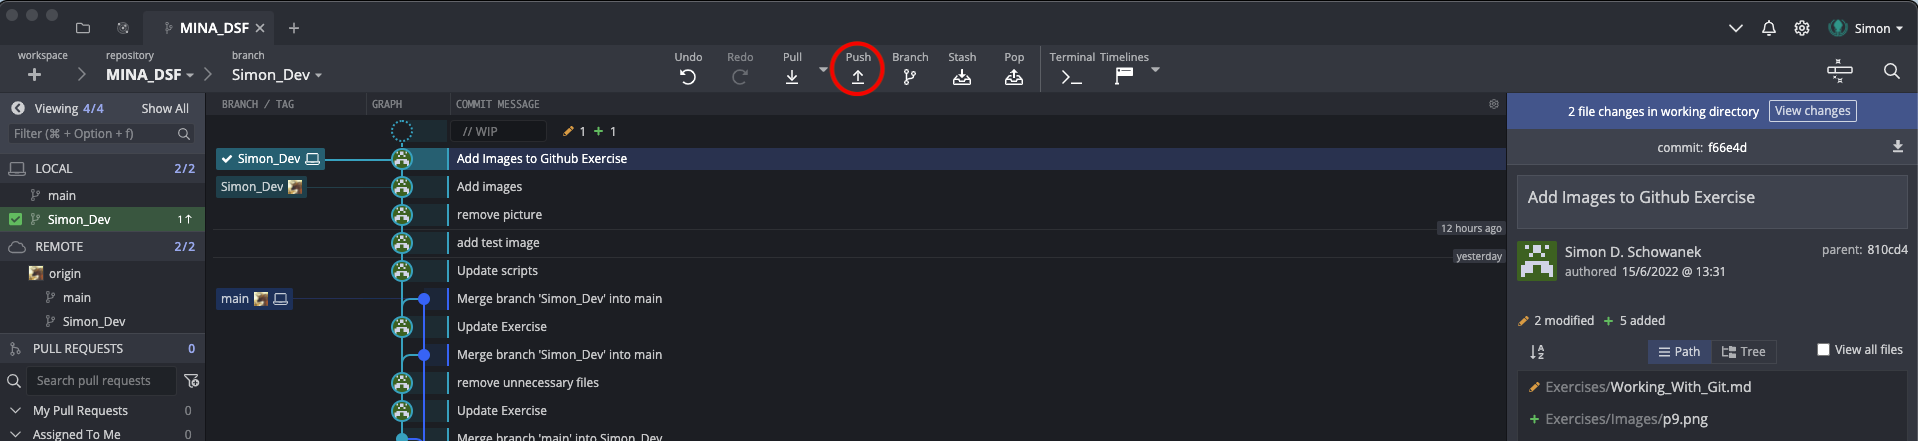 MINA_DSF
Simon
workspace
repository
MINA_DSF
branch
Simon_Dev
Undo
Redo
Pull
Push
Branch
Stash
Pop
Terminal
Timelines
Viewing 4/4 Show All
Filter (⌘ + Option + f)
LOCAL 2/2
main
Simon_Dev 1↑
REMOTE 2/2
origin
main
Simon_Dev
PULL REQUESTS 0
Search pull requests
My Pull Requests 0
Assigned To Me 0
BRANCH / TAG GRAPH COMMIT MESSAGE
// WIP 1 + 1
Simon_Dev Add Images to Github Exercise
Simon_Dev Add images
remove picture
12 hours ago
add test image
yesterday
Update scripts
main Merge branch 'Simon_Dev' into main
Update Exercise
Merge branch 'Simon_Dev' into main
remove unnecessary files
Update Exercise
Merge branch 'main' into Simon_Dev
2 file changes in working directory View changes
commit: f66e4d
Add Images to Github Exercise
Simon D. Schowanek parent: 810cd4
authored 15/6/2022 @ 13:31
2 modified + 5 added
Path Tree View all files
Exercises/Working_With_Git.md
+ Exercises/Images/p9.png